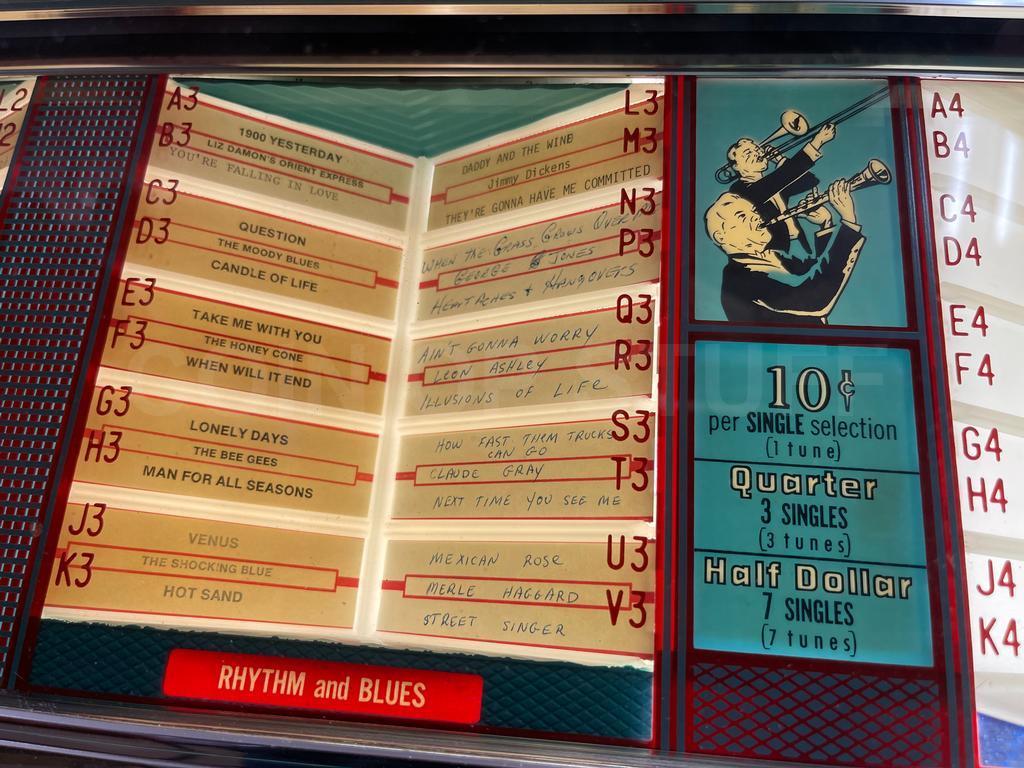 L2
A3
B3
1900 YESTERDAY
LIZ DAMON'S ORIENT EXPRESS
YOU'RE FALLING IN LOVE
C3
D3
QUESTION
THE MOODY BLUES
CANDLE OF LIFE
E3
F3
TAKE ME WITH YOU
THE HONEY CONE
WHEN WILL IT END
G3
H3
LONELY DAYS
THE BEE GEES
MAN FOR ALL SEASONS
J3
K3
VENUS
THE SHOCKING BLUE
HOT SAND
L3
M3
DADDY AND THE WINE
Jimmy Dickens
THEY'RE GONNA HAVE ME COMMITTED
N3
P3
WHEN THE GRASS GROWS OVER
GEORGE JONES
HEARTACHES & HANGOVERS
Q3
R3
AIN'T GONNA WORRY
LEON ASHLEY
ILLUSIONS OF LIFE
S3
T3
HOW FAST THEM TRUCKS
CAN GO
CLAUDE GRAY
NEXT TIME YOU SEE ME
U3
V3
MEXICAN ROSE
MERLE HAGGARD
STREET SINGER
RHYTHM and BLUES
10¢
per SINGLE selection
(1 tune)
Quarter
3 SINGLES
(3 tunes)
Half Dollar
7 SINGLES
(7 tunes)
A4
B4
C4
D4
E4
F4
G4
H4
J4
K4